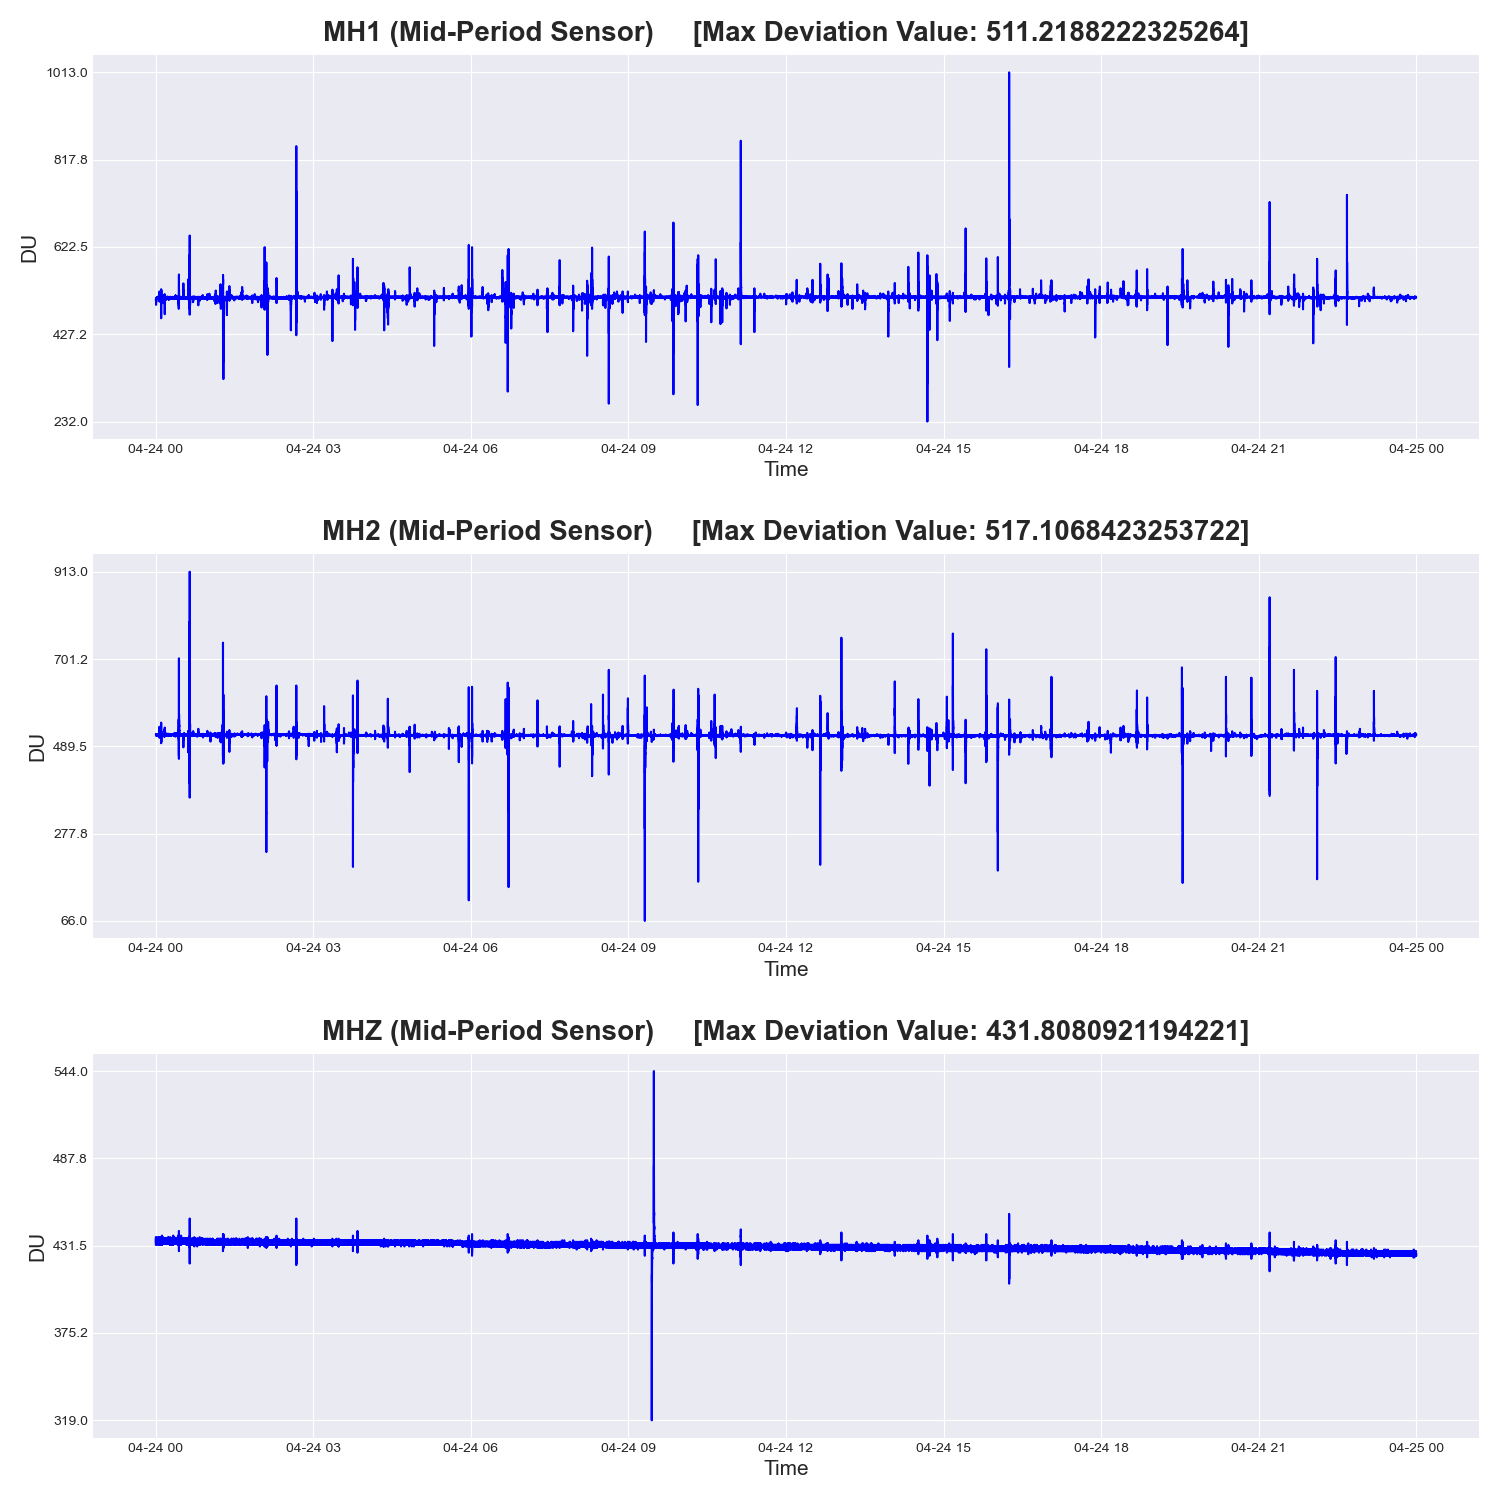 MH1 (Mid-Period Sensor) [Max Deviation Value: 511.2188222325264]
1013.0
817.8
622.5
427.2
232.0
DU
04-24 00 04-24 03 04-24 06 04-24 09 04-24 12 04-24 15 04-24 18 04-24 21 04-25 00
Time
MH2 (Mid-Period Sensor) [Max Deviation Value: 517.1068423253722]
913.0
701.2
489.5
277.8
66.0
DU
04-24 00 04-24 03 04-24 06 04-24 09 04-24 12 04-24 15 04-24 18 04-24 21 04-25 00
Time
MHZ (Mid-Period Sensor) [Max Deviation Value: 431.8080921194221]
544.0
487.8
431.5
375.2
319.0
DU
04-24 00 04-24 03 04-24 06 04-24 09 04-24 12 04-24 15 04-24 18 04-24 21 04-25 00
Time